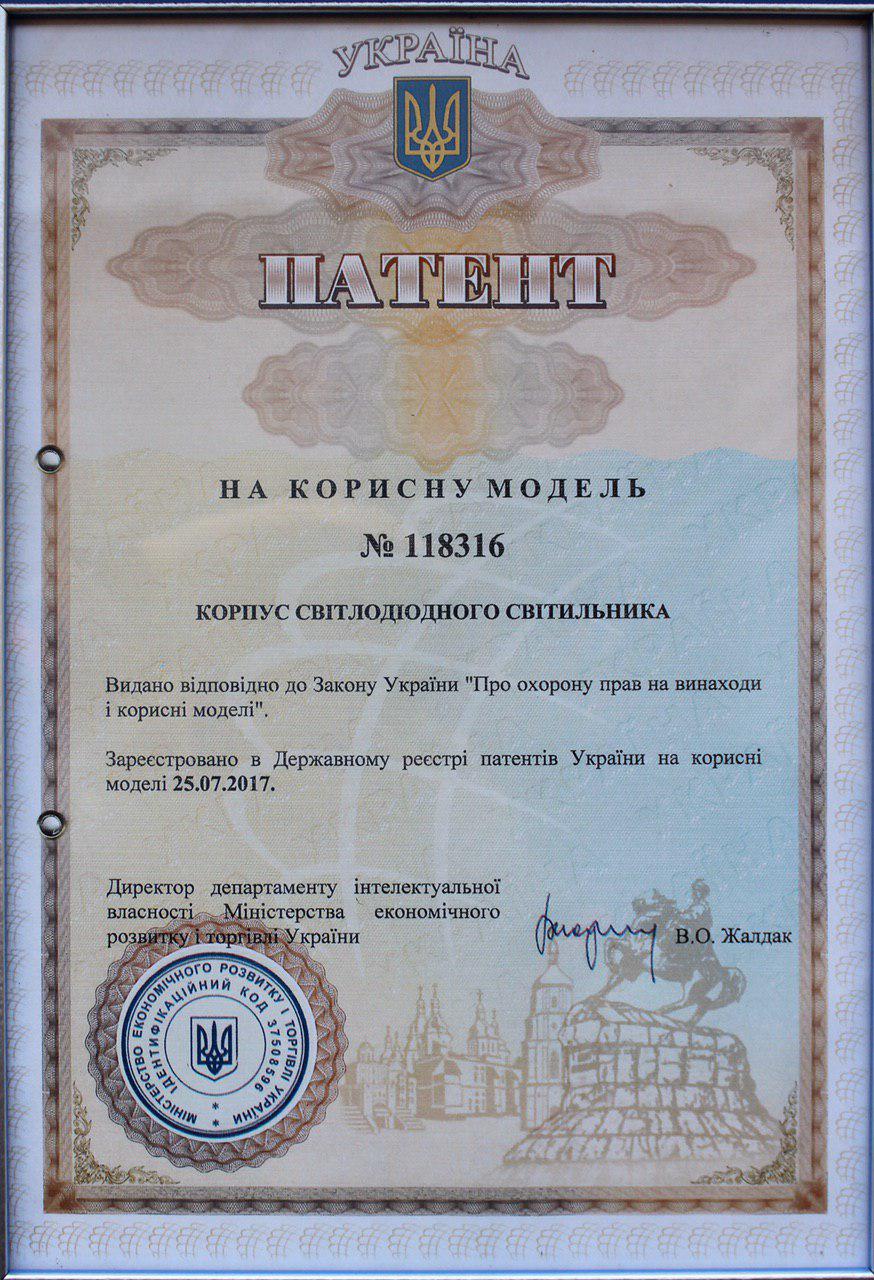 УКРАЇНА
ПАТЕНТ
НА КОРИСНУ МОДЕЛЬ
№ 118316
КОРПУС СВІТЛОДІОДНОГО СВІТИЛЬНИКА
Видано відповідно до Закону України "Про охорону прав на винаходи
і корисні моделі".
Зареєстровано в Державному реєстрі патентів України на корисні
моделі 25.07.2017.
Директор департаменту інтелектуальної
власності Міністерства економічного
розвитку і торгівлі України
В.О. Жалдак
МІНІСТЕРСТВО ЕКОНОМІЧНОГО РОЗВИТКУ І ТОРГІВЛІ УКРАЇНИ *
ІДЕНТИФІКАЦІЙНИЙ КОД 37508596 *